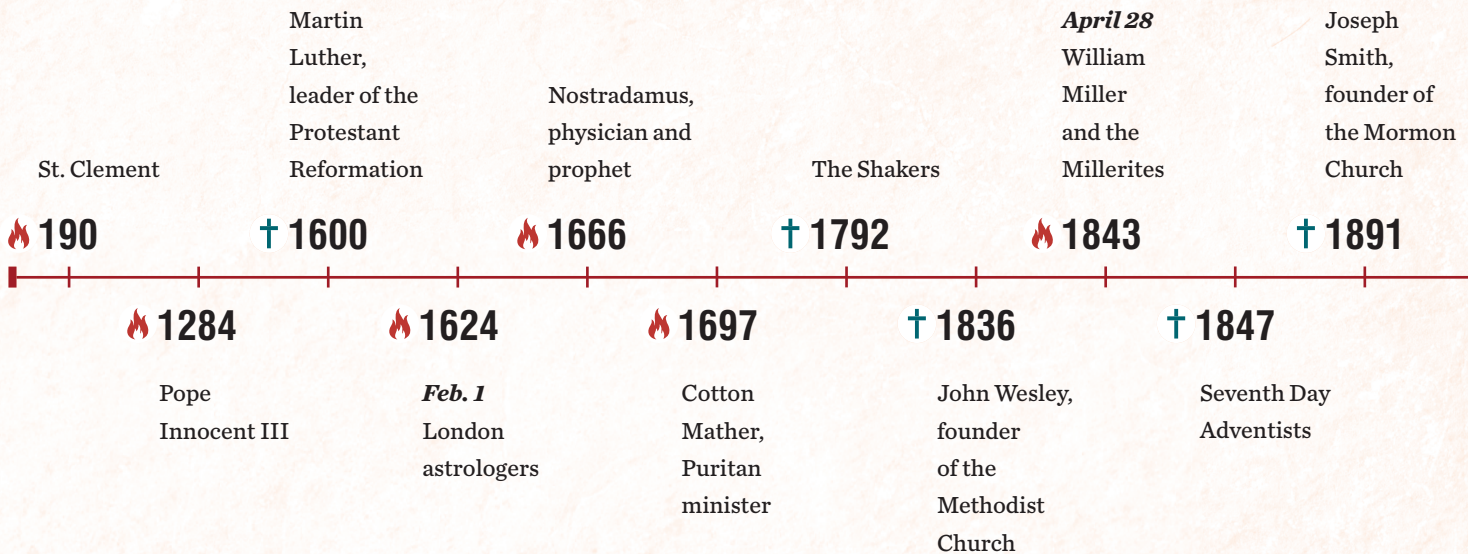 Martin
Luther,
leader of the
Protestant
Reformation
April 28
William
Miller
and the
Millerites
Joseph
Smith,
founder of
the Mormon
Church
Nostradamus,
physician and
prophet
St. Clement
The Shakers
190
1600
1666
1792
1843
1891
1284
1624
1697
1836
1847
Pope
Innocent III
Feb. 1
London
astrologers
Cotton
Mather,
Puritan
minister
John Wesley,
founder
of the
Methodist
Church
Seventh Day
Adventists